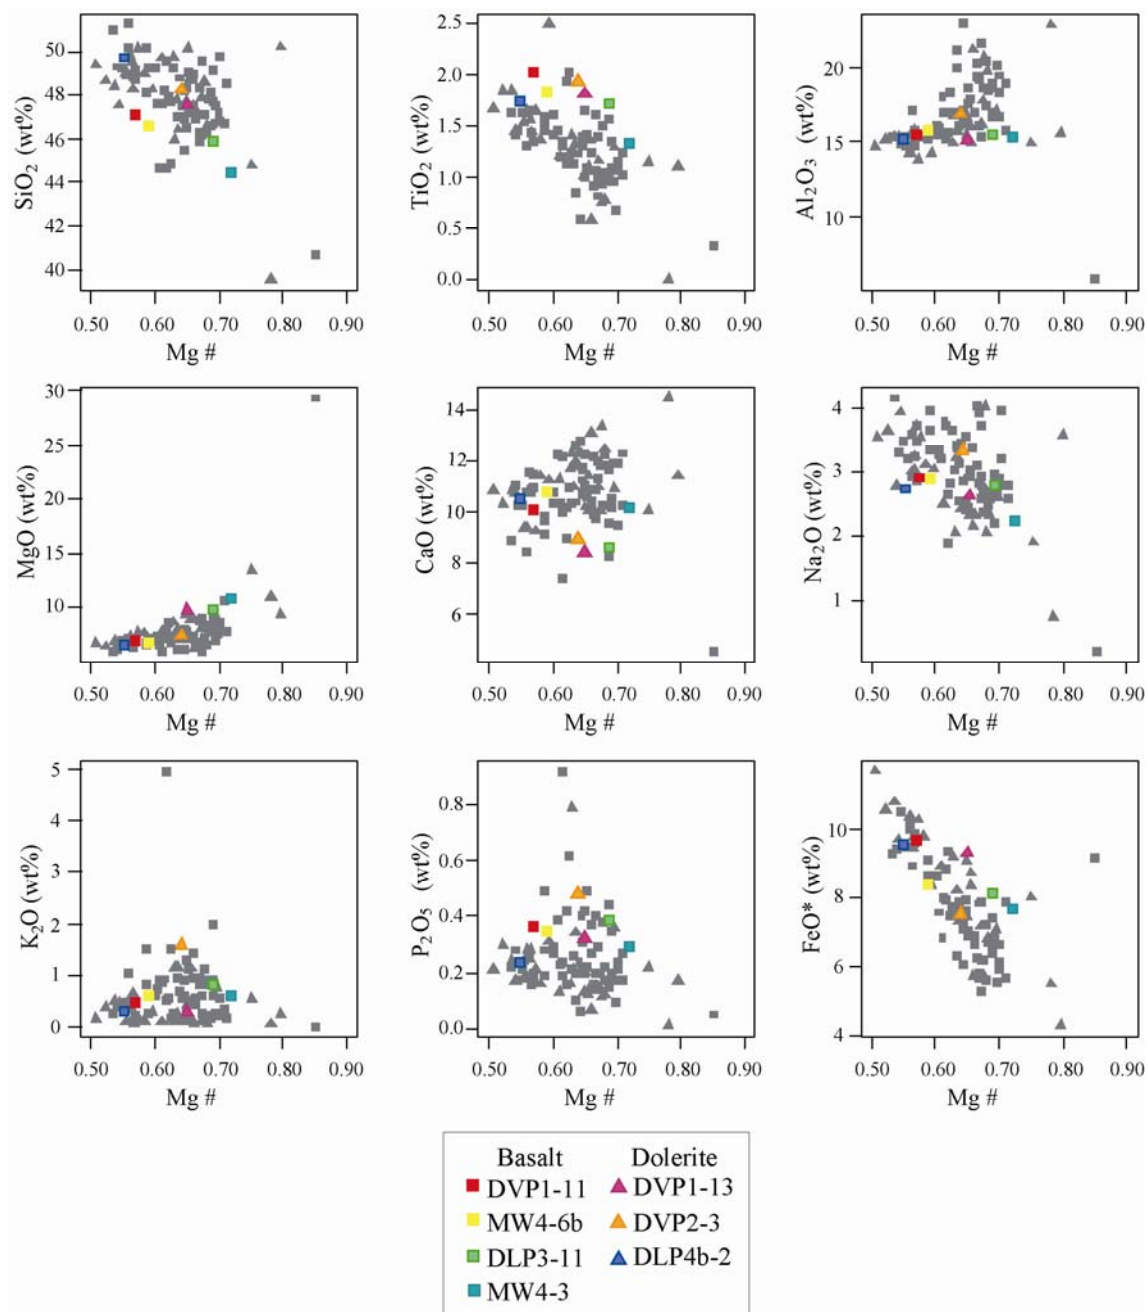 SiO2 (wt%)
50
48
46
44
42
40
0.50 0.60 0.70 0.80 0.90
Mg #
TiO2 (wt%)
2.5
2.0
1.5
1.0
0.5
0.0
0.50 0.60 0.70 0.80 0.90
Mg #
Al2O3 (wt%)
20
15
10
0.50 0.60 0.70 0.80 0.90
Mg #
MgO (wt%)
30
25
20
15
10
0.50 0.60 0.70 0.80 0.90
Mg #
CaO (wt%)
14
12
10
8
6
0.50 0.60 0.70 0.80 0.90
Mg #
Na2O (wt%)
4
3
2
1
0.50 0.60 0.70 0.80 0.90
Mg #
K2O (wt%)
5
4
3
2
1
0
0.50 0.60 0.70 0.80 0.90
Mg #
P2O5 (wt%)
0.8
0.6
0.4
0.2
0.0
0.50 0.60 0.70 0.80 0.90
Mg #
FeO* (wt%)
10
8
6
4
0.50 0.60 0.70 0.80 0.90
Mg #
Basalt Dolerite
DVP1-11 DVP1-13
MW4-6b DVP2-3
DLP3-11 DLP4b-2
MW4-3